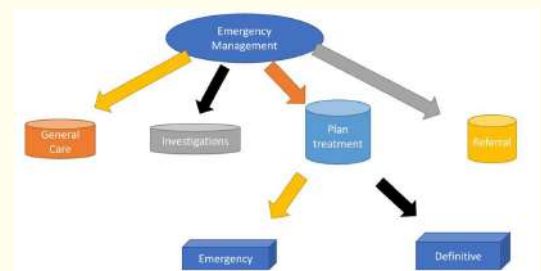 Emergency
Management
General
Care
Investigations
Plan
treatment
Referral
Emergency
Definitive